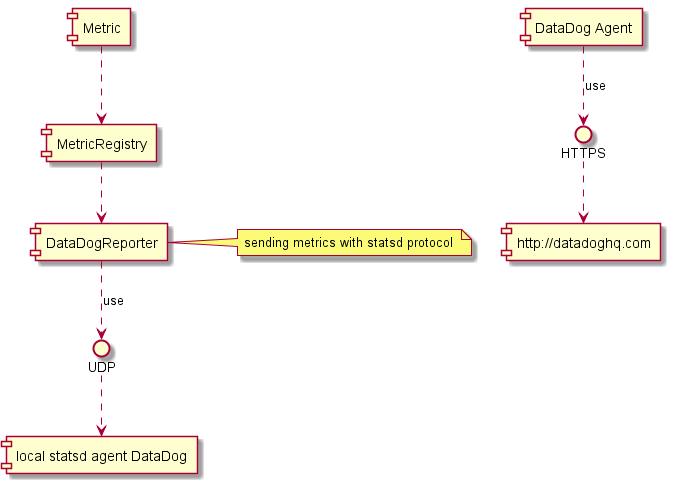 Metric
DataDog Agent
use
MetricRegistry
HTTPS
DataDogReporter
sending metrics with statsd protocol
http://datadoghq.com
use
UDP
local statsd agent DataDog